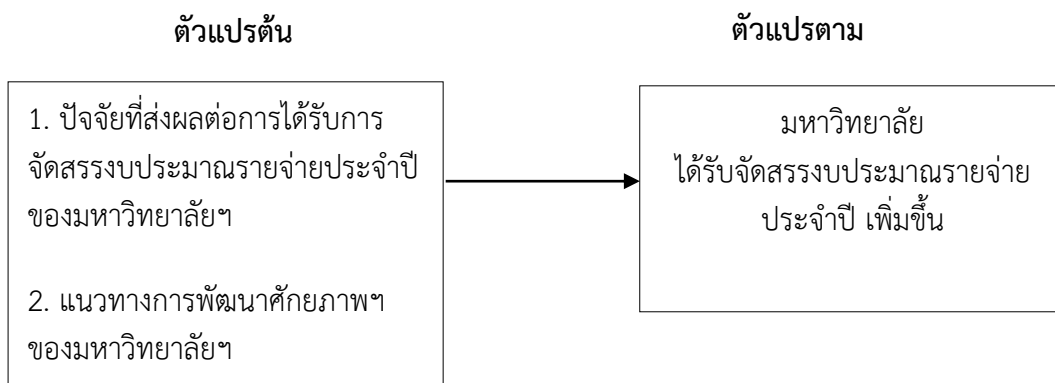 ตัวแปรต้น
ตัวแปรตาม
1. ปัจจัยที่ส่งผลต่อการได้รับการ
จัดสรรงบประมาณรายจ่ายประจำปี
ของมหาวิทยาลัยฯ
2. แนวทางการพัฒนาศักยภาพฯ
ของมหาวิทยาลัยฯ
มหาวิทยาลัย
ได้รับจัดสรรงบประมาณรายจ่าย
ประจำปี เพิ่มขึ้น